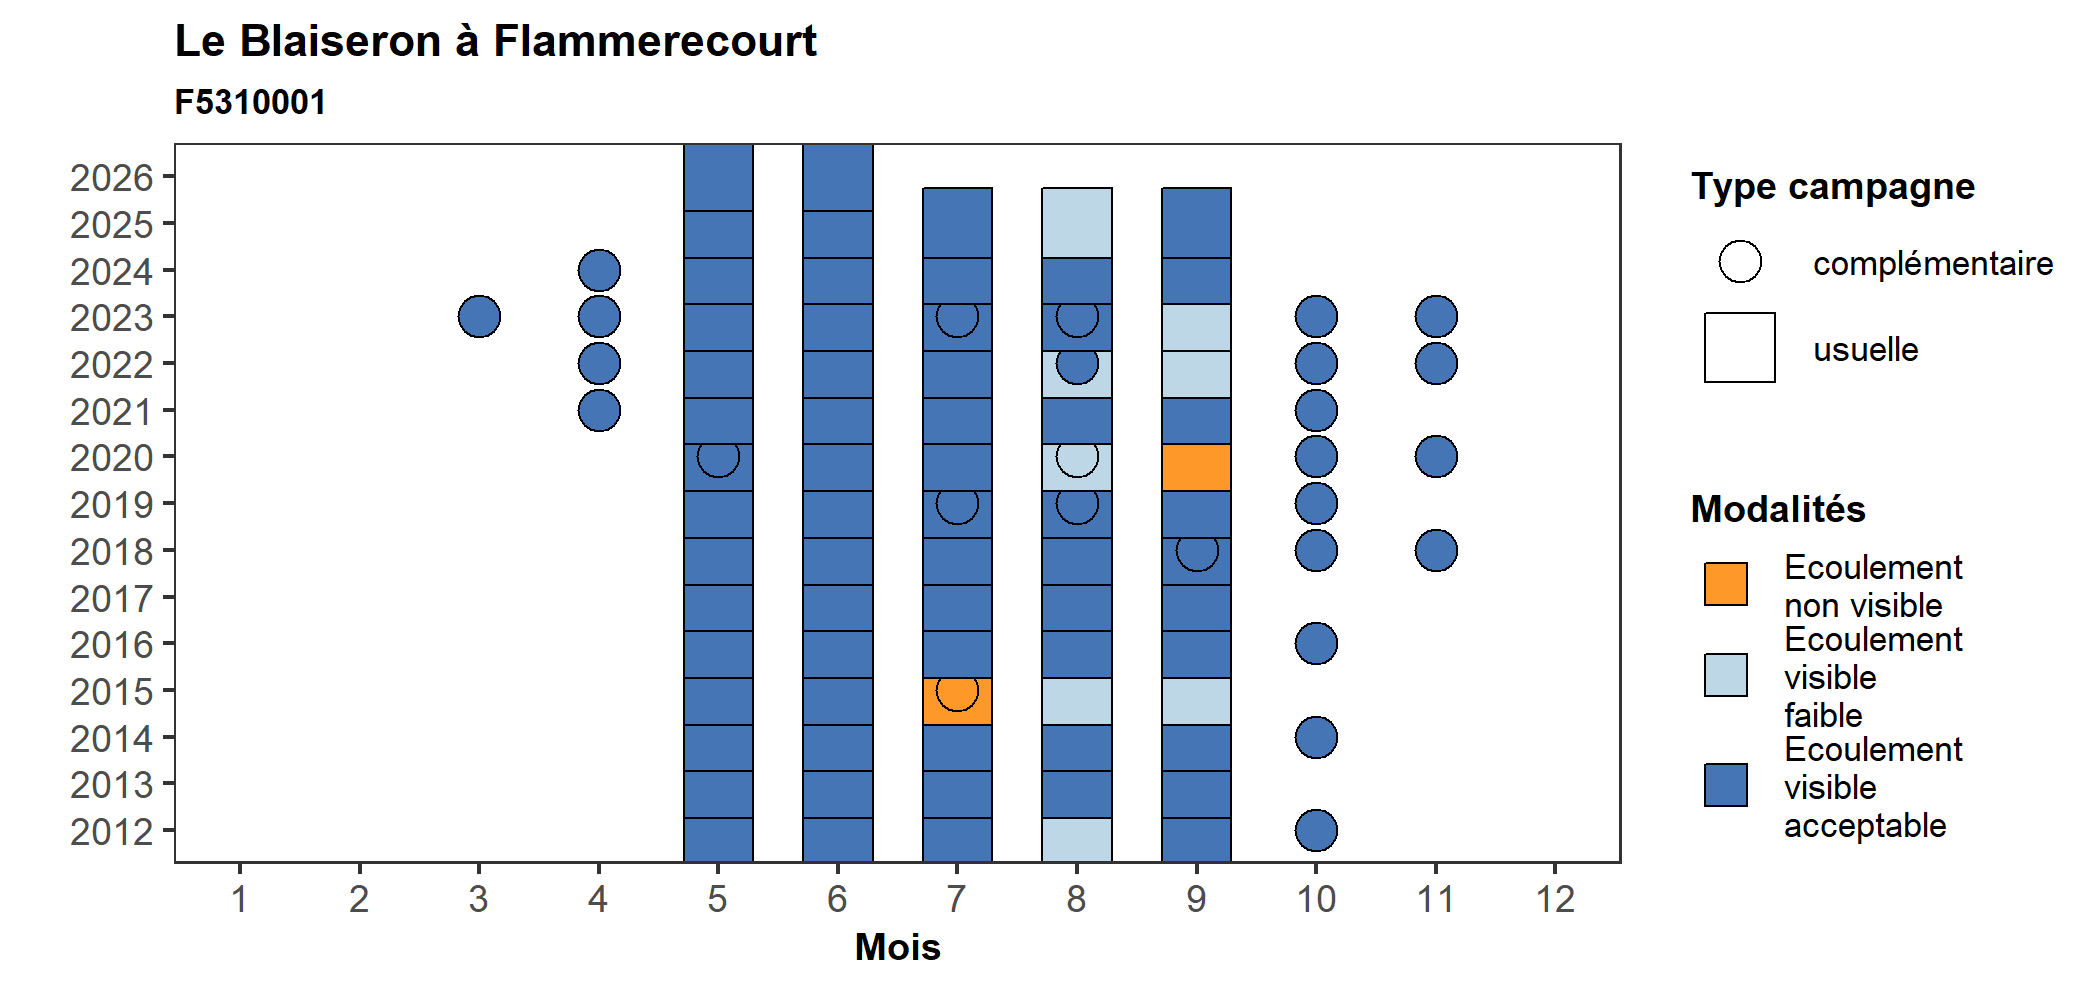 Le Blaiseron à Flammerecourt
F5310001
2026
2025
2024
2023
2022
2021
2020
2019
2018
2017
2016
2015
2014
2013
2012
1 2 3 4 5 6 7 8 9 10 11 12
Mois
Type campagne
complémentaire
usuelle
Modalités
Ecoulement
non visible
Ecoulement
visible
faible
Ecoulement
visible
acceptable